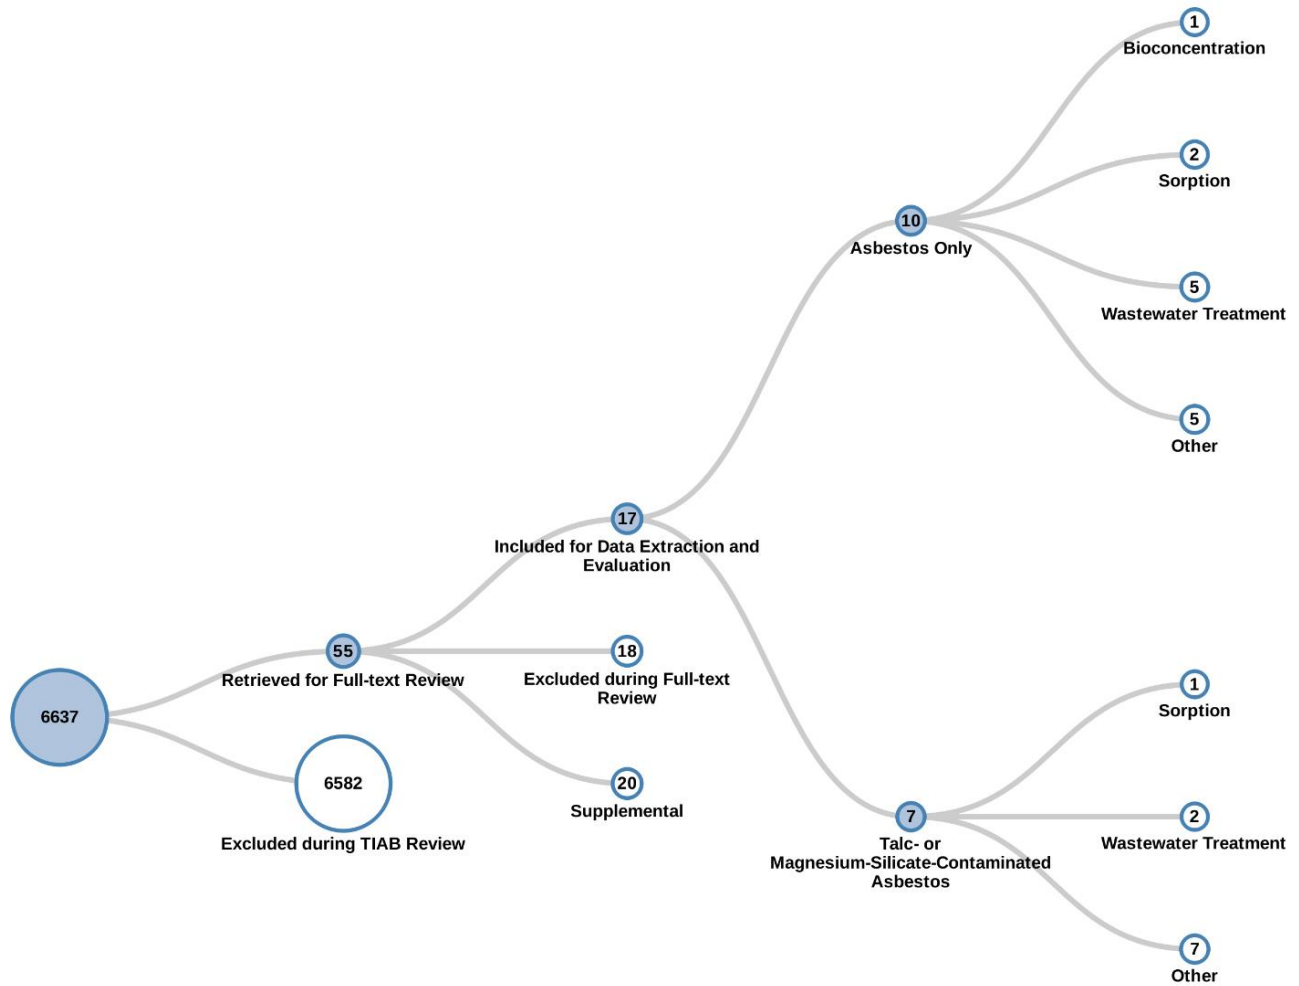 1
Bioconcentration
2
Sorption
10
Asbestos Only
5
Wastewater Treatment
5
Other
17
Included for Data Extraction and
Evaluation
55
Retrieved for Full-text Review
18
Excluded during Full-text
Review
6637
6582
Excluded during TIAB Review
20
Supplemental
1
Sorption
7
Talc- or
Magnesium-Silicate-Contaminated
Asbestos
2
Wastewater Treatment
7
Other